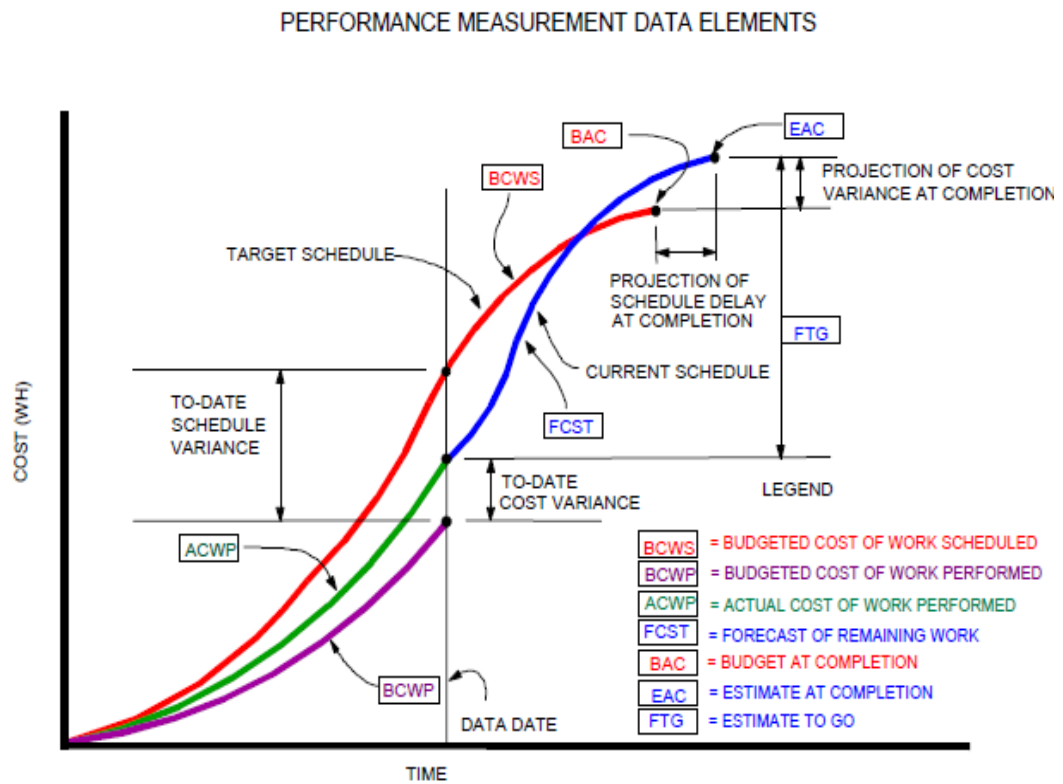 PERFORMANCE MEASUREMENT DATA ELEMENTS
BAC
EAC
BCWS
PROJECTION OF COST
VARIANCE AT COMPLETION
TARGET SCHEDULE
PROJECTION OF
SCHEDULE DELAY
AT COMPLETION
FTG
CURRENT SCHEDULE
TO-DATE
SCHEDULE
VARIANCE
FCST
COST (WH)
TO-DATE
COST VARIANCE
LEGEND
ACWP
BCWS = BUDGETED COST OF WORK SCHEDULED
BCWP = BUDGETED COST OF WORK PERFORMED
ACWP = ACTUAL COST OF WORK PERFORMED
FCST = FORECAST OF REMAINING WORK
BAC = BUDGET AT COMPLETION
EAC = ESTIMATE AT COMPLETION
FTG = ESTIMATE TO GO
BCWP
DATA DATE
TIME